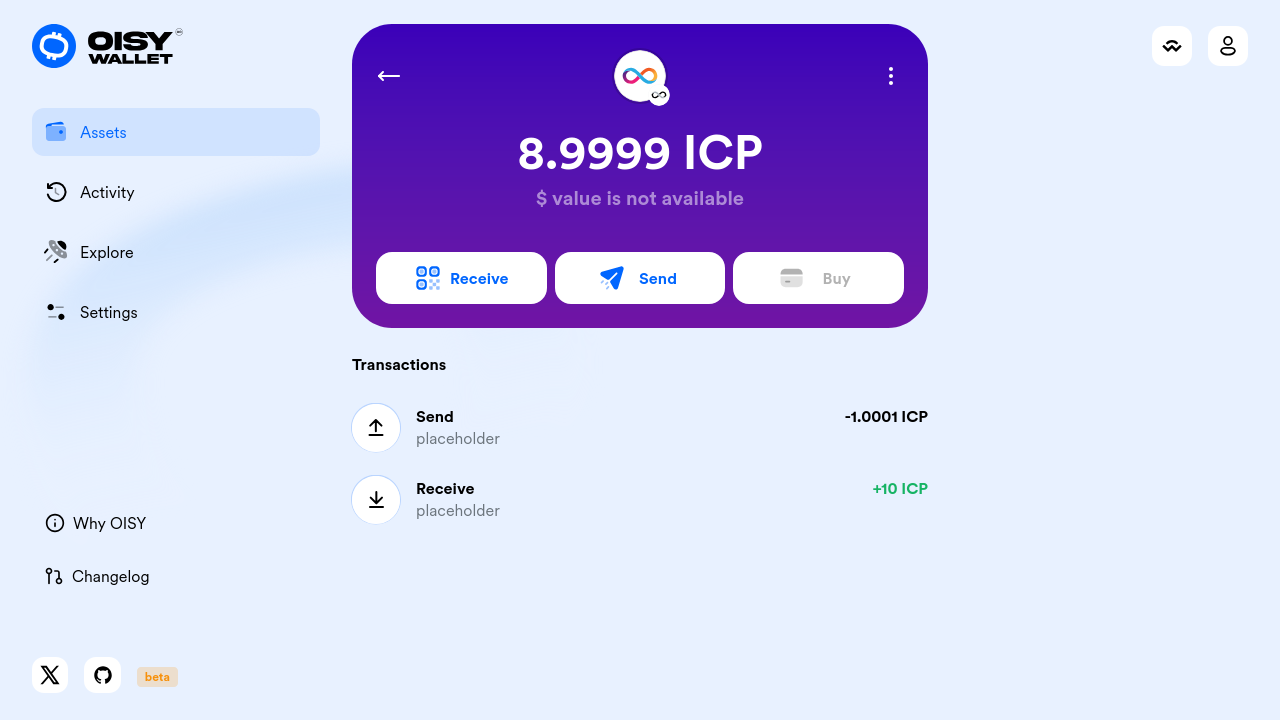 OISY
WALLET
Assets
Activity
Explore
Settings
Why OISY
Changelog
beta
8.9999 ICP
$ value is not available
Receive
Send
Buy
Transactions
Send
-1.0001 ICP
placeholder
Receive
+10 ICP
placeholder